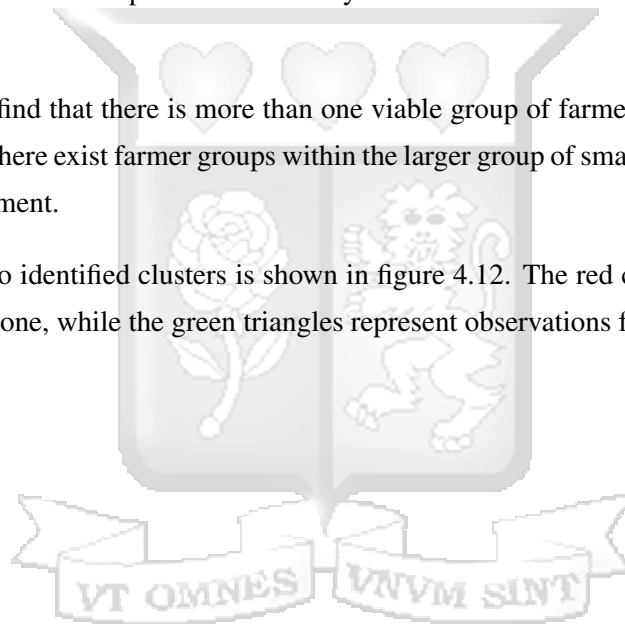 find that there is more than one viable group of farme
here exist farmer groups within the larger group of sma
ment.
o identified clusters is shown in figure 4.12. The red
one, while the green triangles represent observations f
VT OMNES VNVM SINT